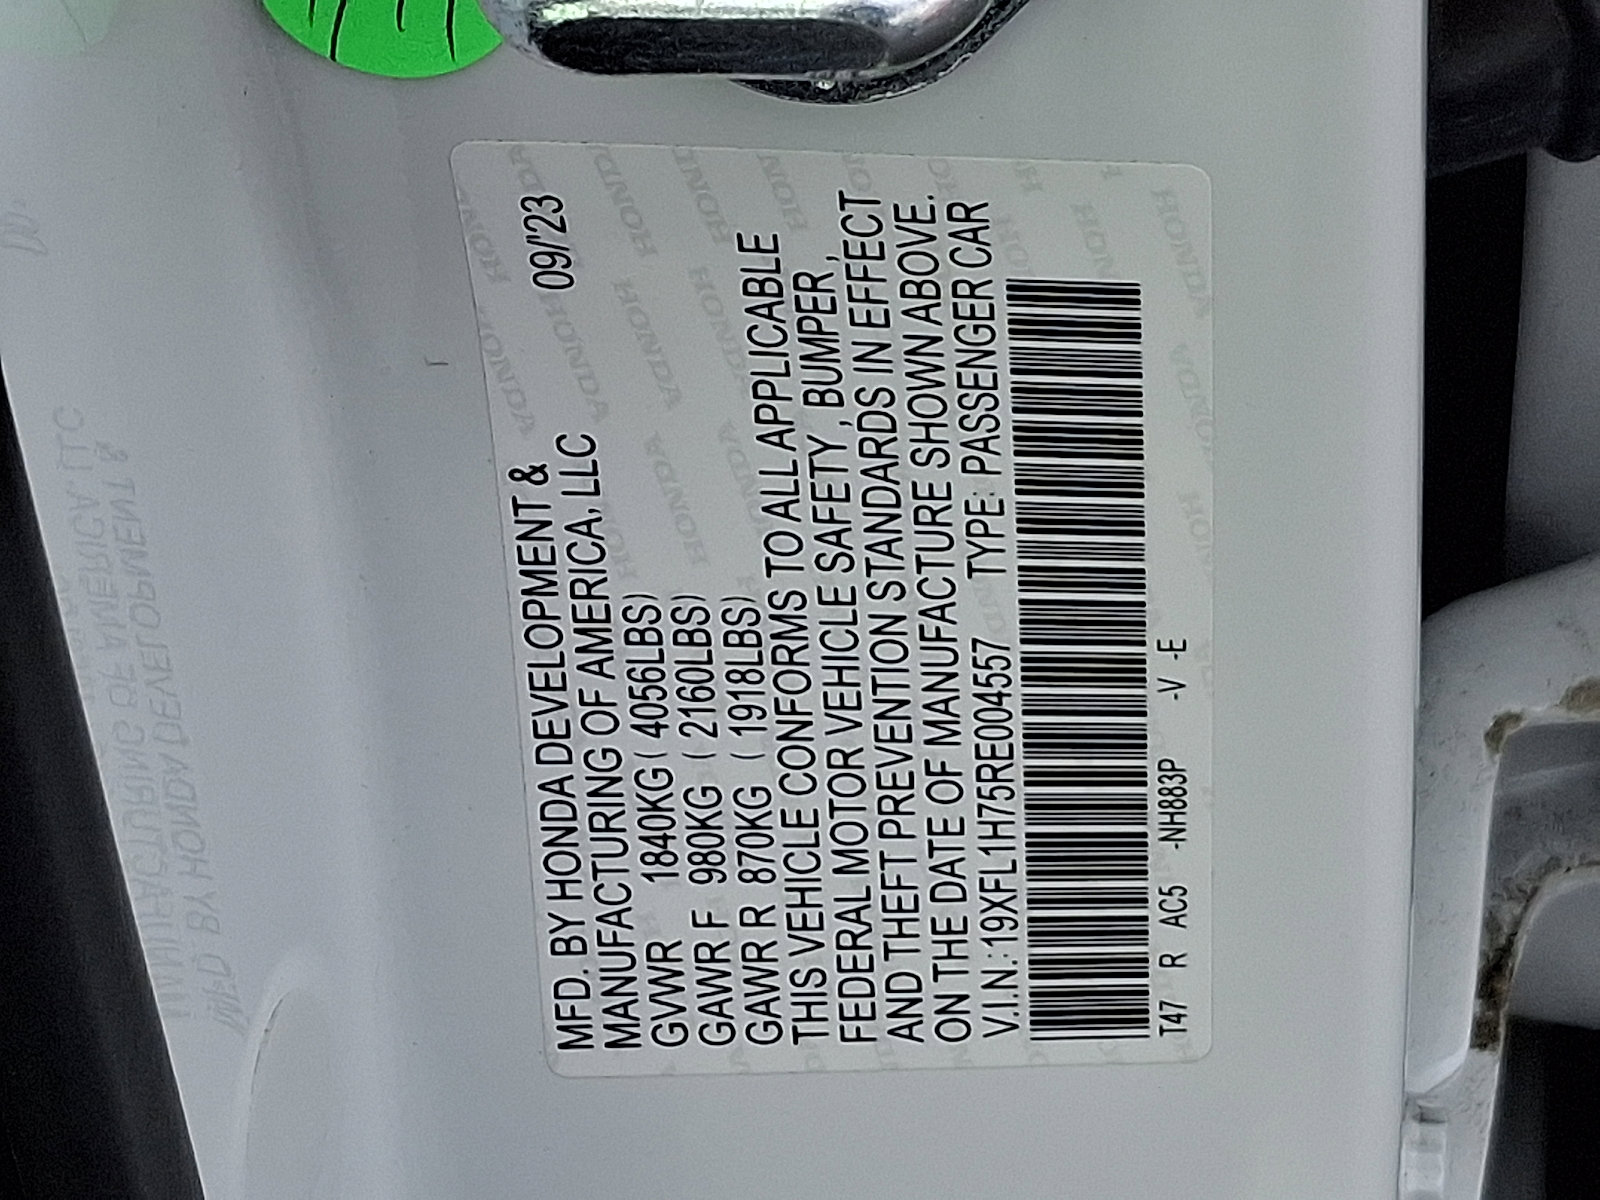 MFD. BY HONDA DEVELOPMENT & 09/'23
MANUFACTURING OF AMERICA, LLC
GVWR 1840KG ( 4056LBS)
GAWR F 980KG ( 2160LBS)
GAWR R 870KG ( 1918LBS)
THIS VEHICLE CONFORMS TO ALL APPLICABLE
FEDERAL MOTOR VEHICLE SAFETY , BUMPER ,
AND THEFT PREVENTION STANDARDS IN EFFECT
ON THE DATE OF MANUFACTURE SHOWN ABOVE.
V.I.N.: 19XFL1H75RE004557 TYPE: PASSENGER CAR
T47 R AC5 -NH883P -V -E